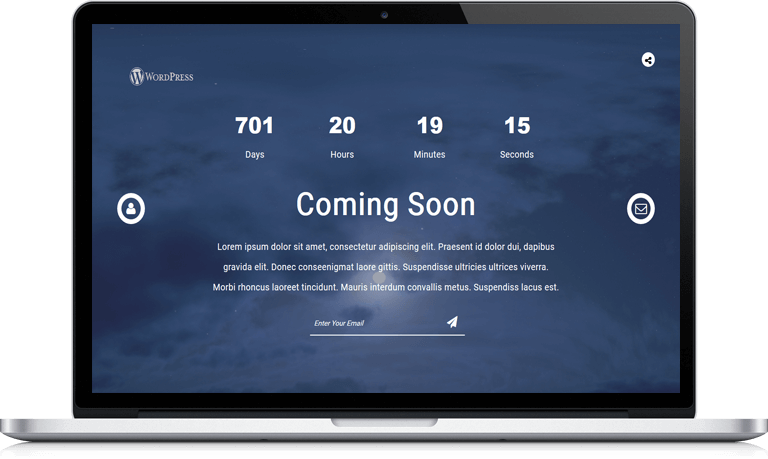 WORDPRESS
701 20 19 15
Days Hours Minutes Seconds
Coming Soon
Lorem ipsum dolor sit amet, consectetur adipiscing elit. Praesent id dolor dui, dapibus
gravida elit. Donec conseenigmat laore gittis. Suspendisse ultricies ultrices viverra.
Morbi rhoncus laoreet tincidunt. Mauris interdum convallis metus. Suspendiss lacus est.
Enter Your Email